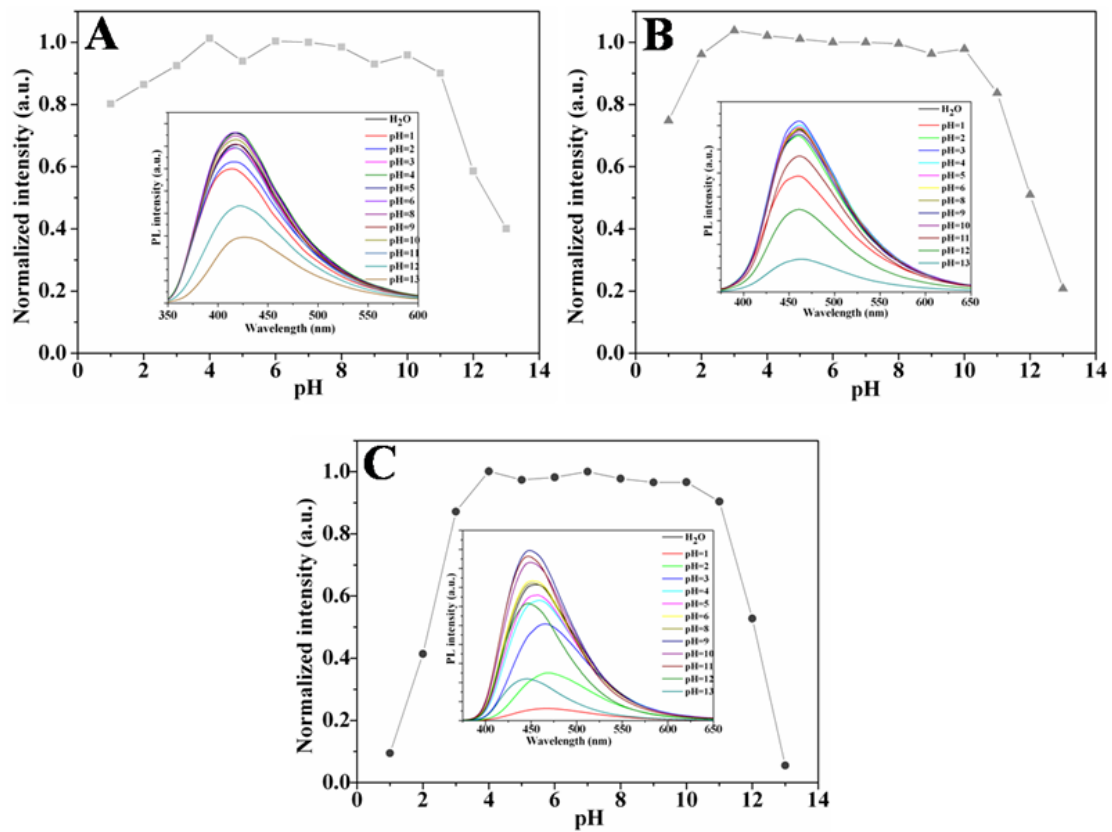 A
Normalized intensity (a.u.)
1.0
0.8
0.6
0.4
0.2
0.0
0 2 4 6 8 10 12 14
pH
PL intensity (a.u.)
350 400 450 500 550 600
Wavelength (nm)
H₂O
pH=1
pH=2
pH=3
pH=4
pH=5
pH=6
pH=8
pH=9
pH=10
pH=11
pH=12
pH=13
B
Normalized intensity (a.u.)
1.0
0.8
0.6
0.4
0.2
0.0
0 2 4 6 8 10 12 14
pH
PL intensity (a.u.)
400 450 500 550 600 650
Wavelength (nm)
H₂O
pH=1
pH=2
pH=3
pH=4
pH=5
pH=6
pH=8
pH=9
pH=10
pH=11
pH=12
pH=13
C
Normalized intensity (a.u.)
1.0
0.8
0.6
0.4
0.2
0.0
0 2 4 6 8 10 12 14
pH
PL intensity (a.u.)
400 450 500 550 600 650
Wavelength (nm)
H₂O
pH=1
pH=2
pH=3
pH=4
pH=5
pH=6
pH=8
pH=9
pH=10
pH=11
pH=12
pH=13